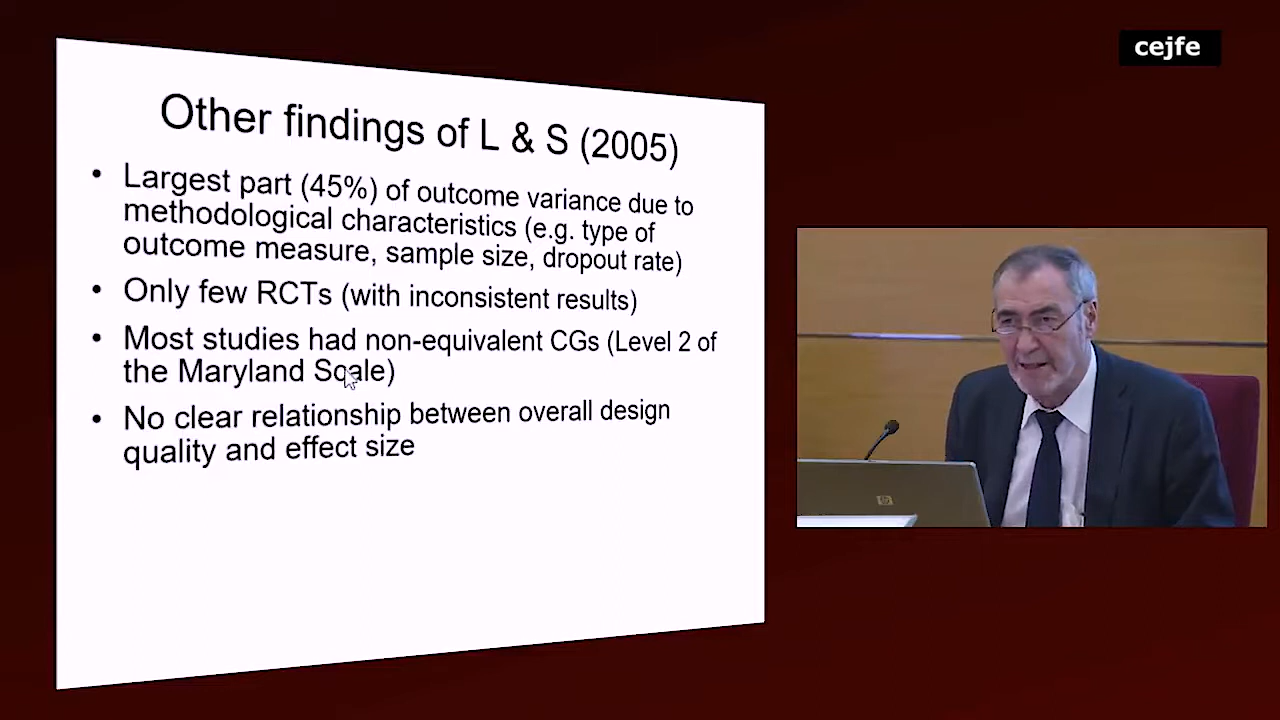 cejfe
Other findings of L & S (2005)
• Largest part (45%) of outcome variance due to
methodological characteristics (e.g. type of
outcome measure, sample size, dropout rate)
• Only few RCTs (with inconsistent results)
• Most studies had non-equivalent CGs (Level 2 of
the Maryland Scale)
• No clear relationship between overall design
quality and effect size
hp